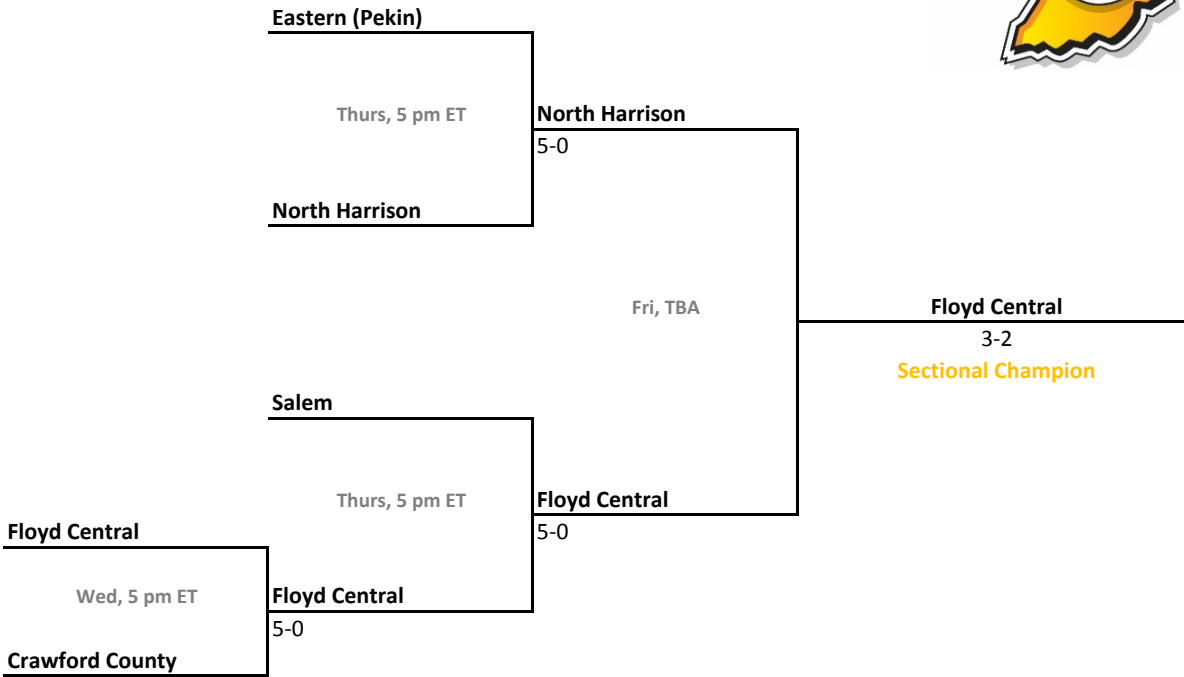 Eastern (Pekin)
Thurs, 5 pm ET
North Harrison
5-0
North Harrison
Fri, TBA
Floyd Central
3-2
Sectional Champion
Salem
Thurs, 5 pm ET
Floyd Central
5-0
Floyd Central
Wed, 5 pm ET
Floyd Central
5-0
Crawford County